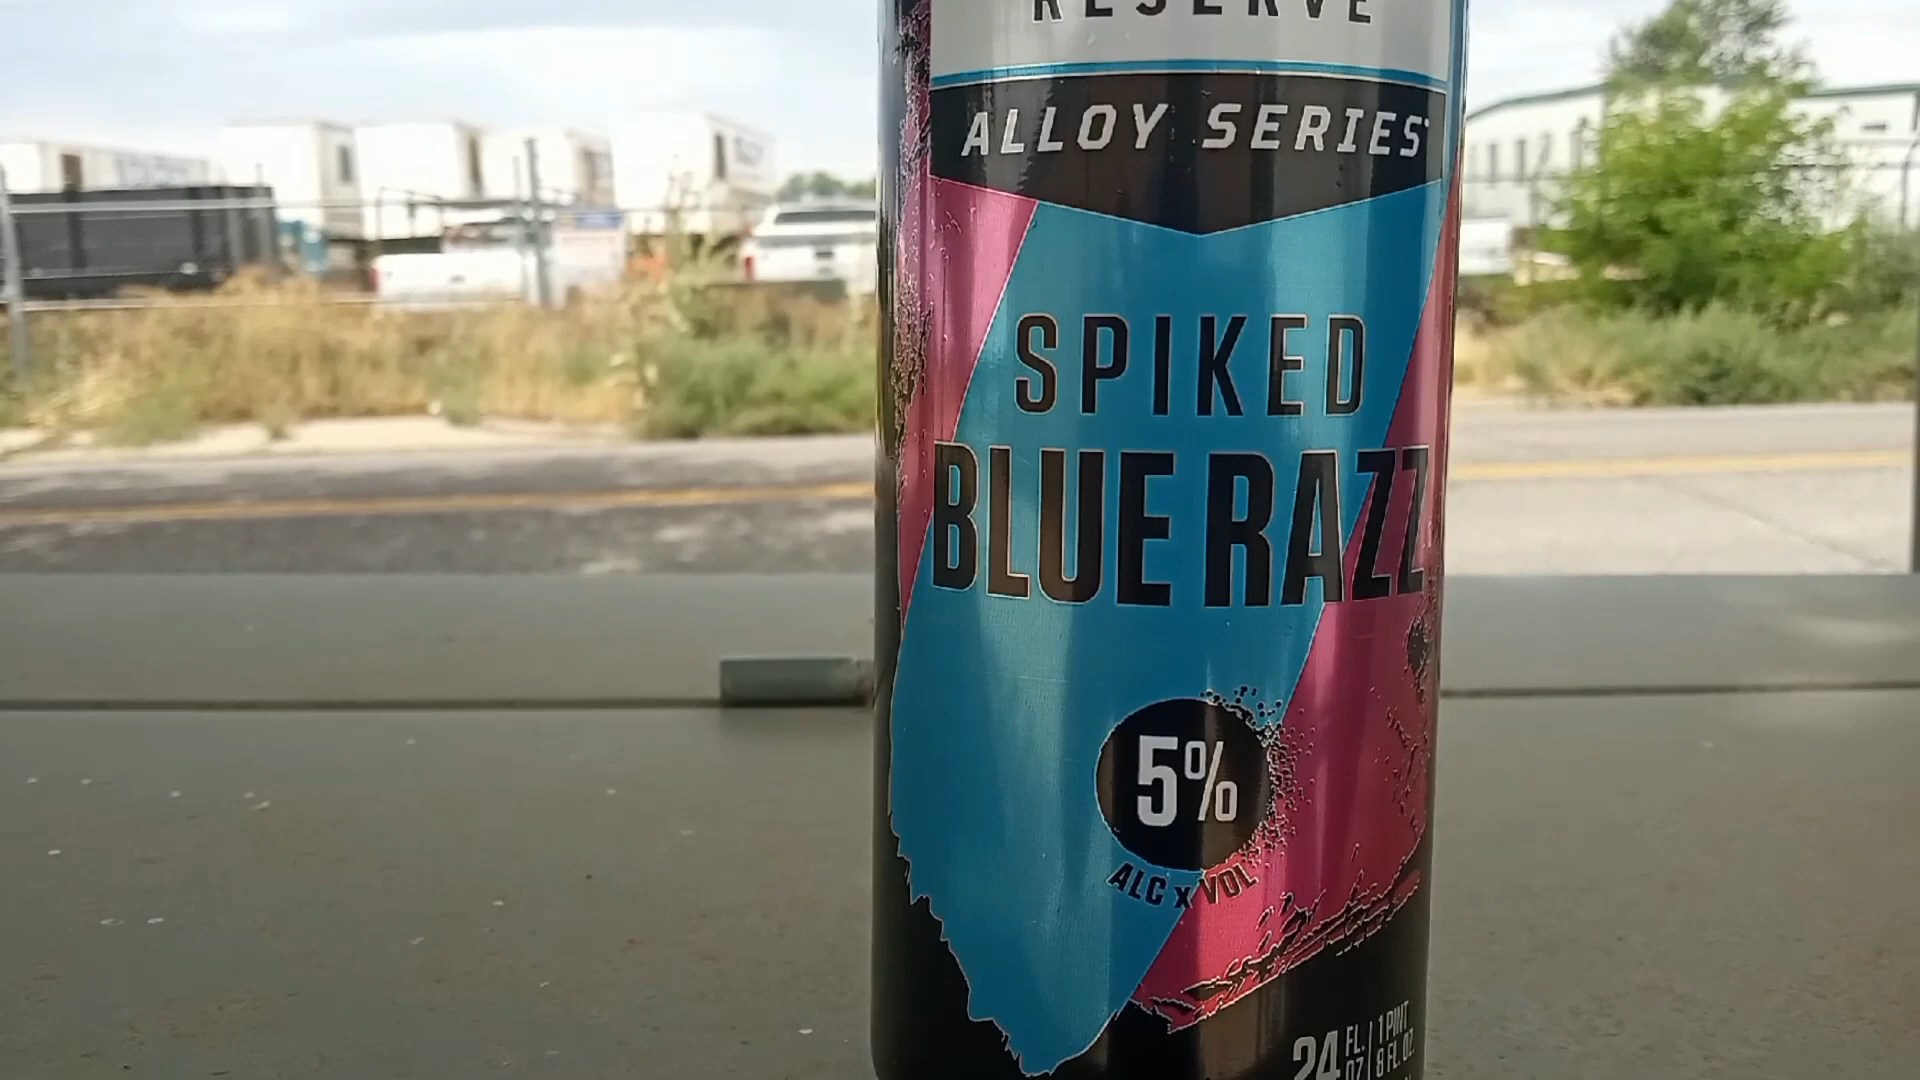 RESERVE
ALLOY SERIES
SPIKED
BLUE RAZZ
5%
ALC X VOL
24 FL. OZ | 1 PINT 8 FL. OZ.